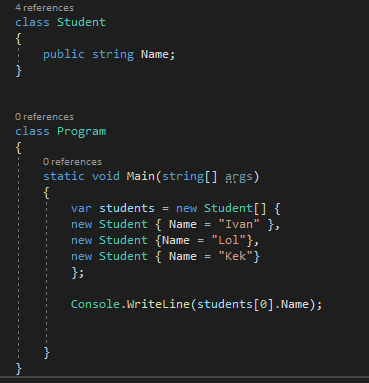 4 references
class Student
{
public string Name;
}
0 references
class Program
{
0 references
static void Main(string[] args)
{
var students = new Student[] {
new Student { Name = "Ivan" },
new Student {Name = "Lol"},
new Student { Name = "Kek"}
};
Console.WriteLine(students[0].Name);
}
}